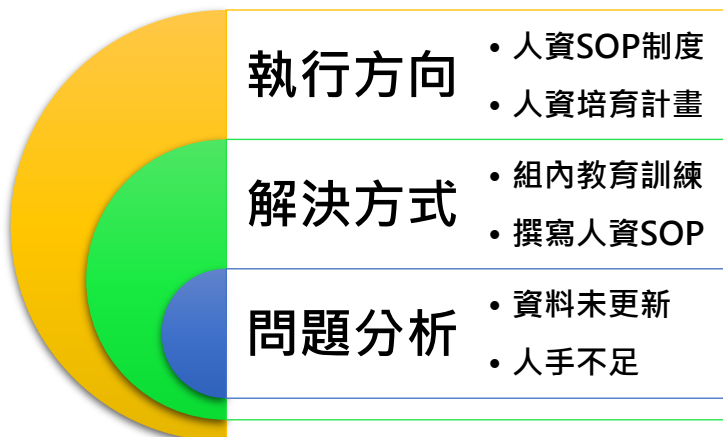 執行方向
• 人資SOP制度
• 人資培育計畫
解決方式
• 組內教育訓練
• 撰寫人資SOP
問題分析
• 資料未更新
• 人手不足